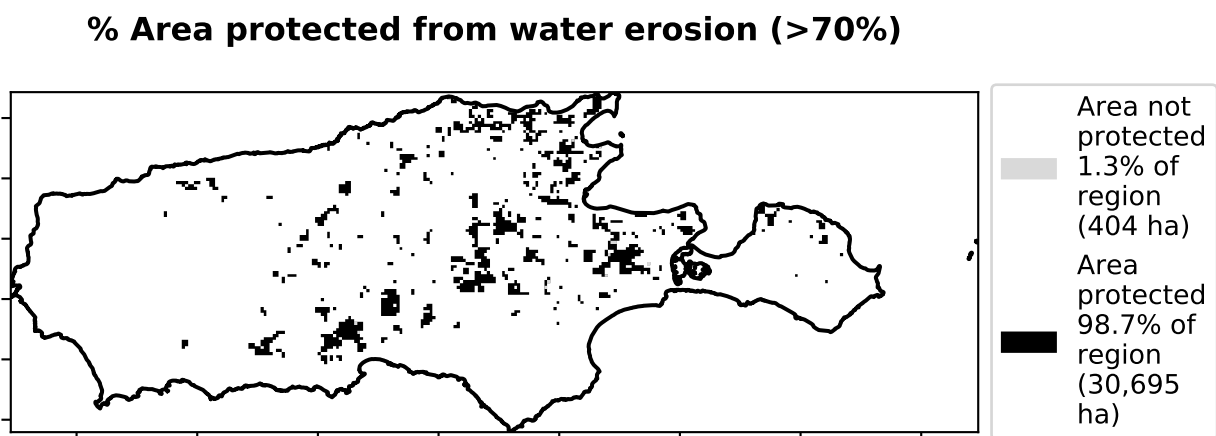 % Area protected from water erosion (>70%)
Area not
protected
1.3% of
region
(404 ha)
Area
protected
98.7% of
region
(30,695
ha)